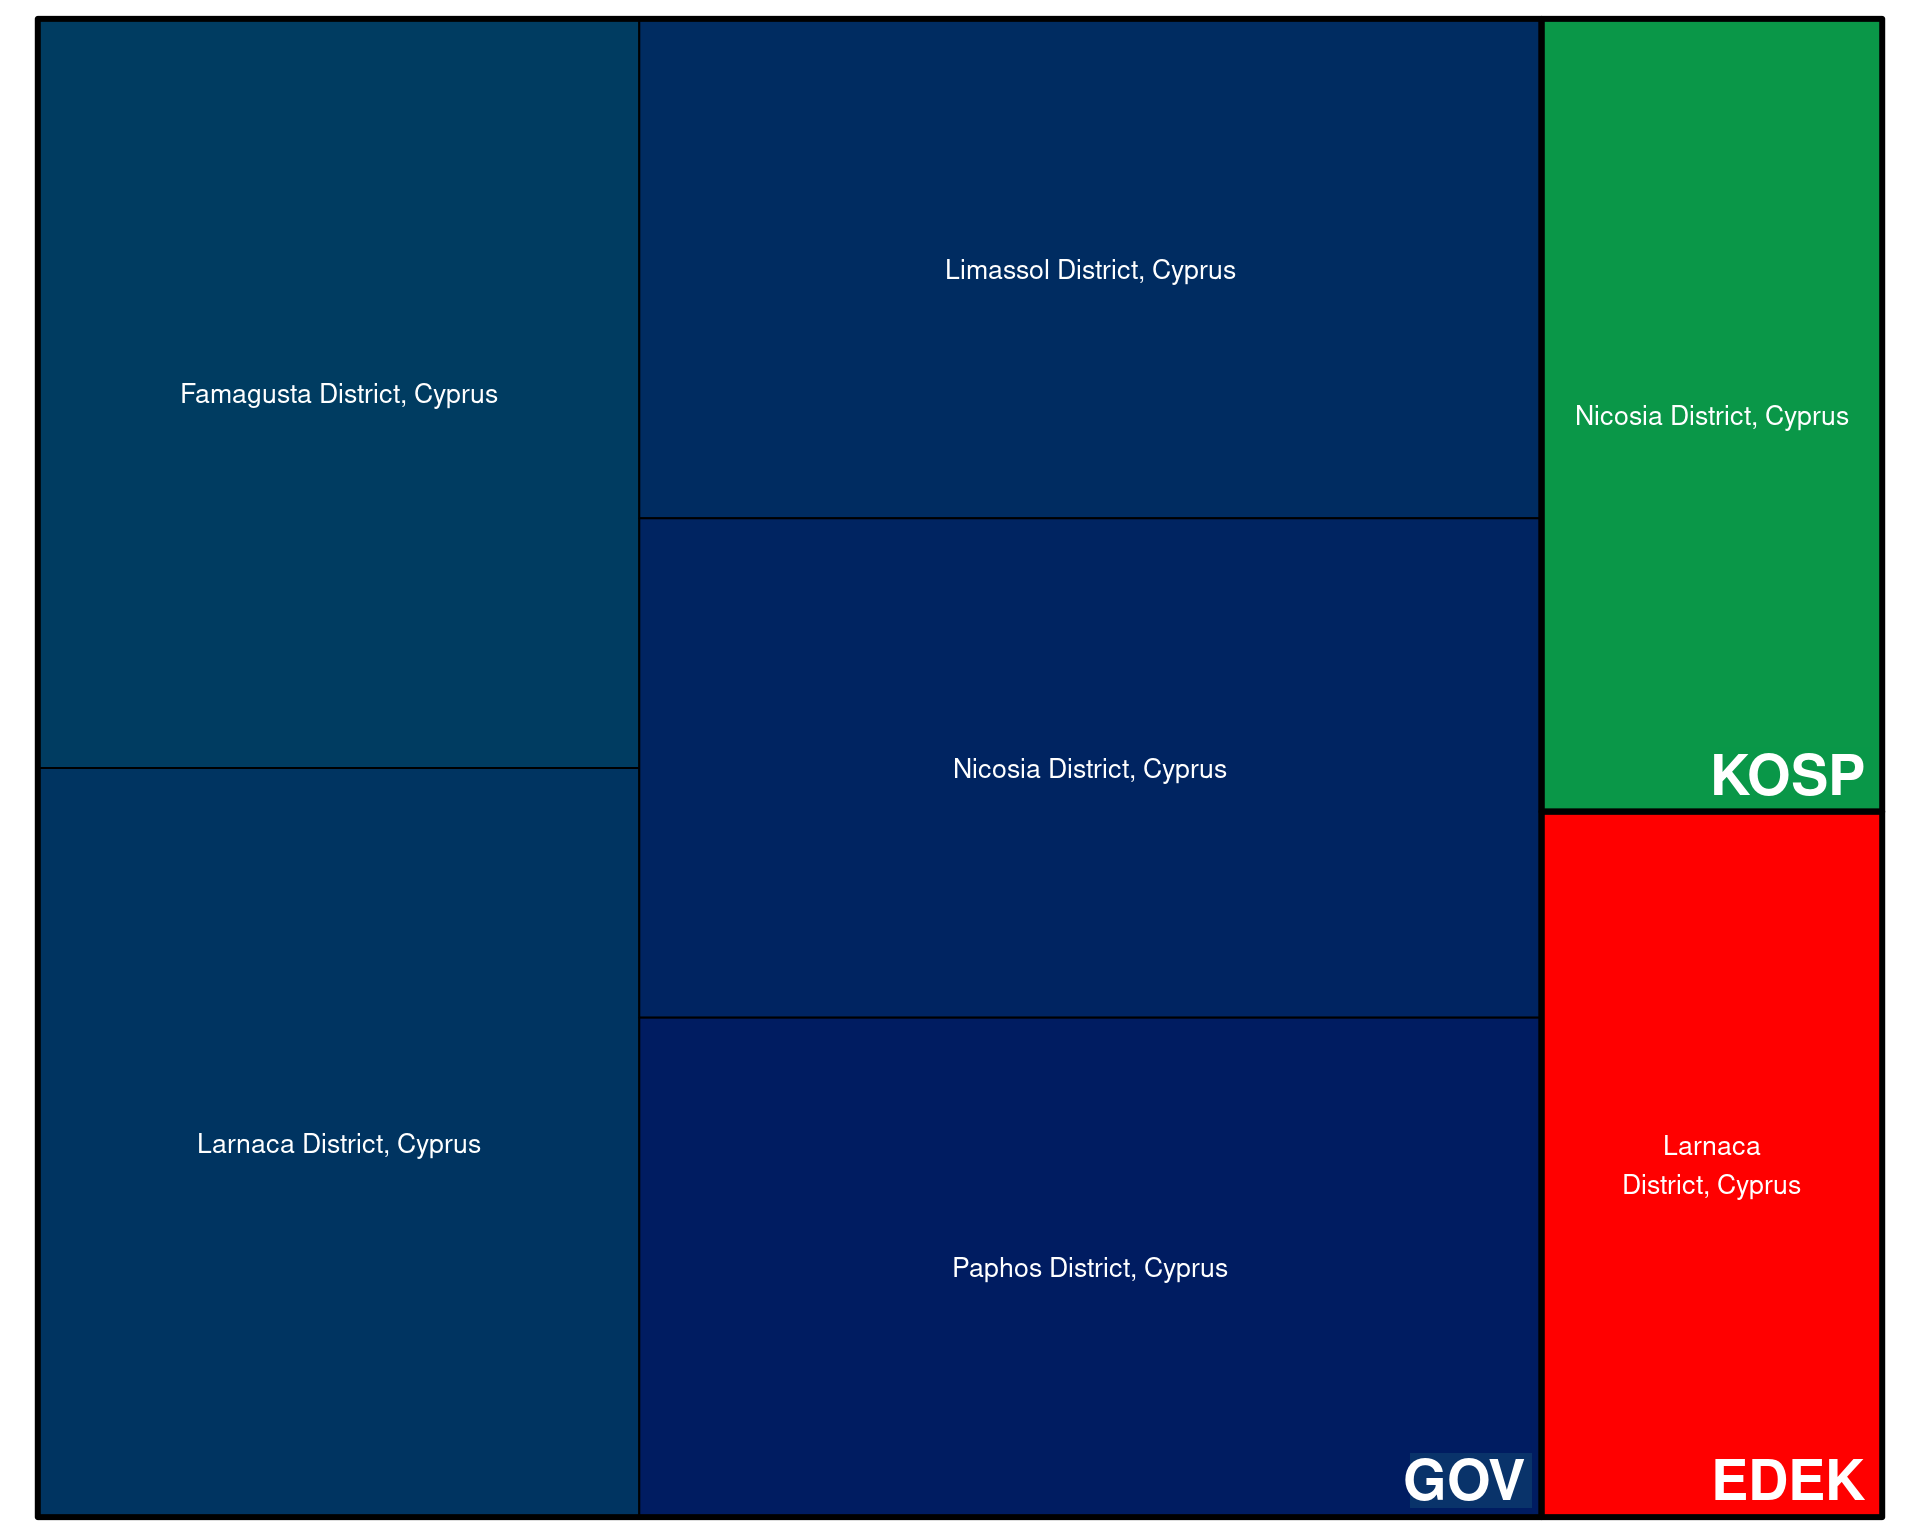 Famagusta District, Cyprus
Larnaca District, Cyprus
Limassol District, Cyprus
Nicosia District, Cyprus
Paphos District, Cyprus
GOV
Nicosia District, Cyprus
KOSP
Larnaca
District, Cyprus
EDEK